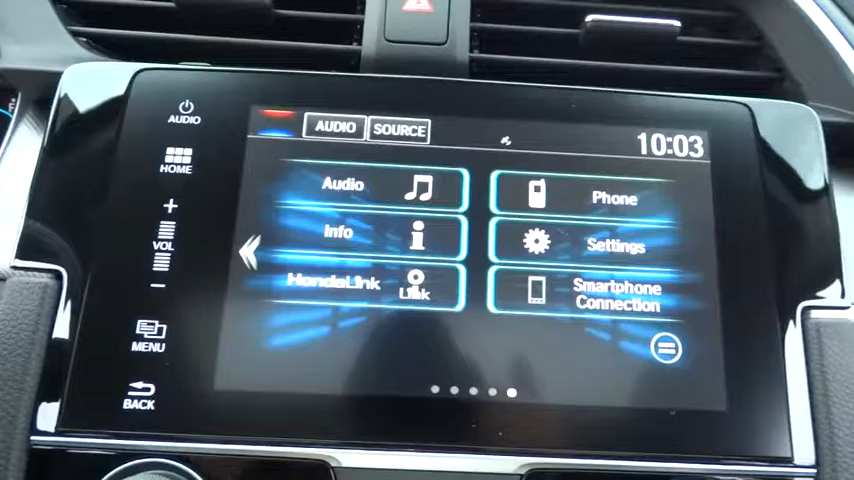 AUDIO
HOME
+
VOL
−
MENU
BACK
AUDIO SOURCE
10:03
Audio
Phone
Info
Settings
HondaLink
Link
Smartphone
Connection